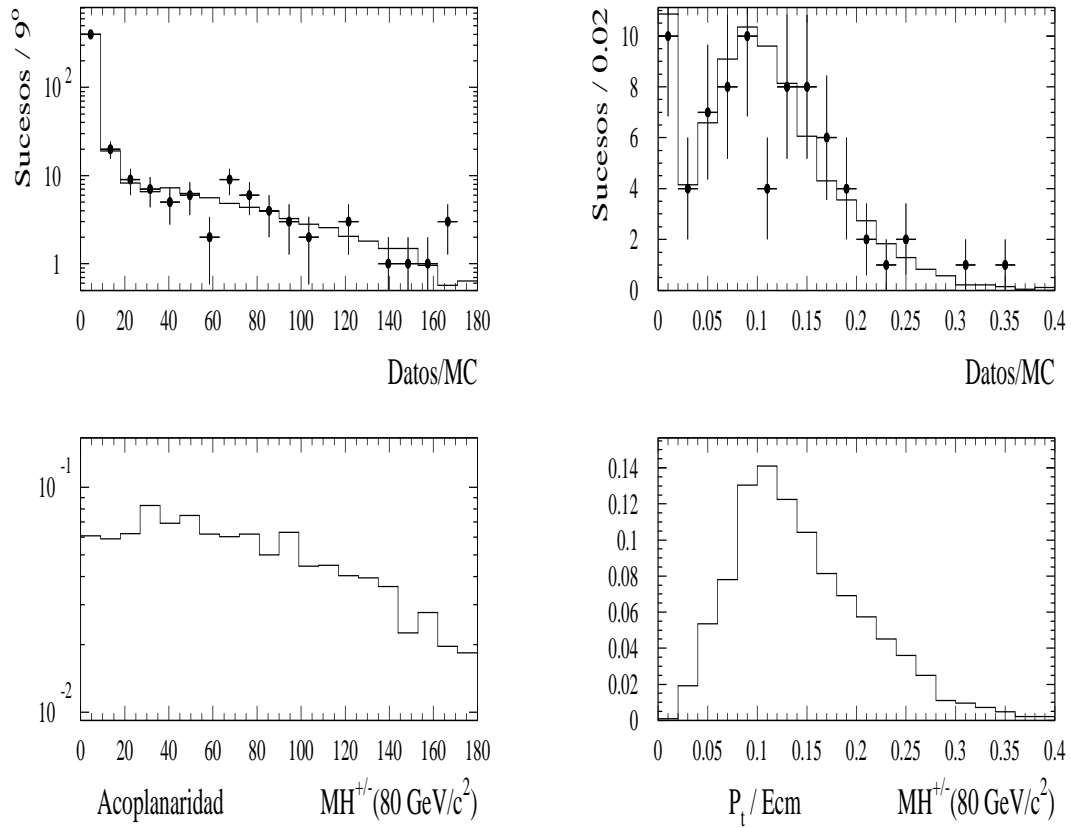 Sucesos / 9º
10²
10
1
0 20 40 60 80 100 120 140 160 180
Datos/MC
Sucesos / 0.02
10
8
6
4
2
0
0 0.05 0.1 0.15 0.2 0.25 0.3 0.35 0.4
Datos/MC
10⁻¹
10⁻²
0 20 40 60 80 100 120 140 160 180
Acoplanaridad MH⁺/⁻(80 GeV/c²)
0.14
0.12
0.1
0.08
0.06
0.04
0.02
0
0 0.05 0.1 0.15 0.2 0.25 0.3 0.35 0.4
Pₜ / Ecm MH⁺/⁻(80 GeV/c²)